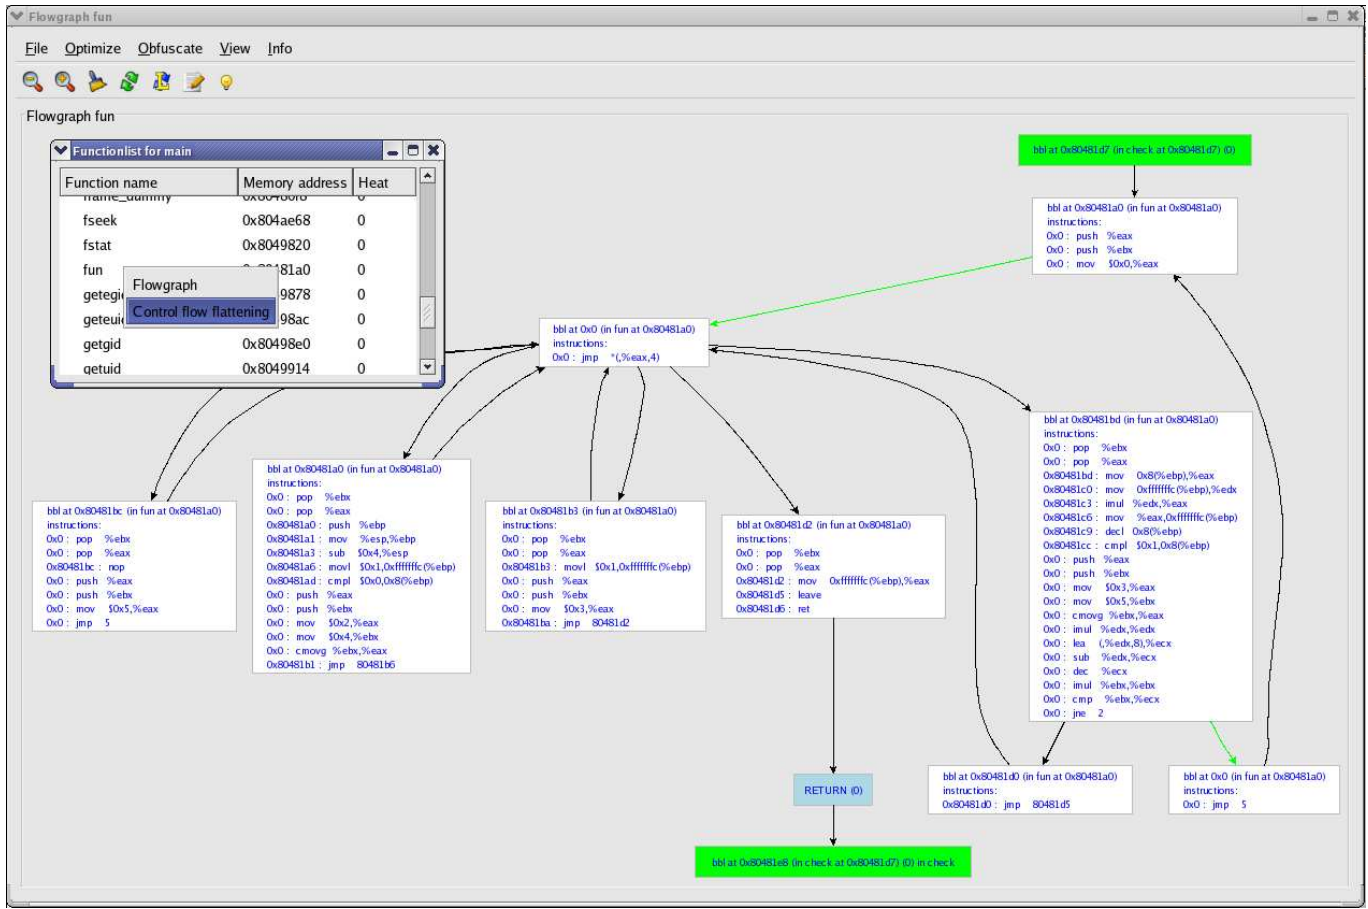 Flowgraph fun
File Optimize Obfuscate View Info
Flowgraph fun
Functionlist for main
Function name Memory address Heat
fseek 0x804ae68 0
fstat 0x8049820 0
fun 81a0 0
getegi 9878 0
geteui 98ac 0
getgid 0x80498e0 0
getuid 0x8049914 0
Flowgraph
Control flow flattening
bbl at 0x80481d7 (in check at 0x80481d7) (0)
bbl at 0x80481a0 (in fun at 0x80481a0)
instructions:
0x0 : push %eax
0x0 : push %ebx
0x0 : mov $0x0,%eax
bbl at 0x0 (in fun at 0x80481a0)
instructions:
0x0 : jmp *(,%eax,4)
bbl at 0x80481bc (in fun at 0x80481a0)
instructions:
0x0 : pop %ebx
0x0 : pop %eax
0x80481bc : nop
0x0 : push %eax
0x0 : push %ebx
0x0 : mov $0x5,%eax
0x0 : jmp 5
bbl at 0x80481a0 (in fun at 0x80481a0)
instructions:
0x0 : pop %ebx
0x0 : pop %eax
0x80481a0 : push %ebp
0x80481a1 : mov %esp,%ebp
0x80481a3 : sub $0x4,%esp
0x80481a6 : movl $0x1,0xfffffffc(%ebp)
0x80481ad : cmpl $0x0,0x8(%ebp)
0x0 : push %eax
0x0 : push %ebx
0x0 : mov $0x2,%eax
0x0 : mov $0x4,%ebx
0x0 : cmovg %ebx,%eax
0x80481b1 : jmp 80481b6
bbl at 0x80481b3 (in fun at 0x80481a0)
instructions:
0x0 : pop %ebx
0x0 : pop %eax
0x80481b3 : movl $0x1,0xfffffffc(%ebp)
0x0 : push %eax
0x0 : push %ebx
0x0 : mov $0x3,%eax
0x80481ba : jmp 80481d2
bbl at 0x80481d2 (in fun at 0x80481a0)
instructions:
0x0 : pop %ebx
0x0 : pop %eax
0x80481d2 : mov 0xfffffffc(%ebp),%eax
0x80481d5 : leave
0x80481d6 : ret
bbl at 0x80481bd (in fun at 0x80481a0)
instructions:
0x0 : pop %ebx
0x0 : pop %eax
0x80481bd : mov 0x8(%ebp),%eax
0x80481c0 : mov 0xfffffffc(%ebp),%edx
0x80481c3 : imul %edx,%eax
0x80481c6 : mov %eax,0xfffffffc(%ebp)
0x80481c9 : decl 0x8(%ebp)
0x80481cc : cmpl $0x1,0x8(%ebp)
0x0 : push %eax
0x0 : push %ebx
0x0 : mov $0x3,%eax
0x0 : mov $0x5,%ebx
0x0 : cmovg %ebx,%eax
0x0 : imul %edx,%edx
0x0 : lea (,%edx,8),%ecx
0x0 : sub %edx,%ecx
0x0 : dec %ecx
0x0 : imul %ebx,%ebx
0x0 : cmp %ebx,%ecx
0x0 : jne 2
bbl at 0x80481d0 (in fun at 0x80481a0)
instructions:
0x80481d0 : jmp 80481d5
bbl at 0x0 (in fun at 0x80481a0)
instructions:
0x0 : jmp 5
RETURN (0)
bbl at 0x80481e8 (in check at 0x80481d7) (0) in check